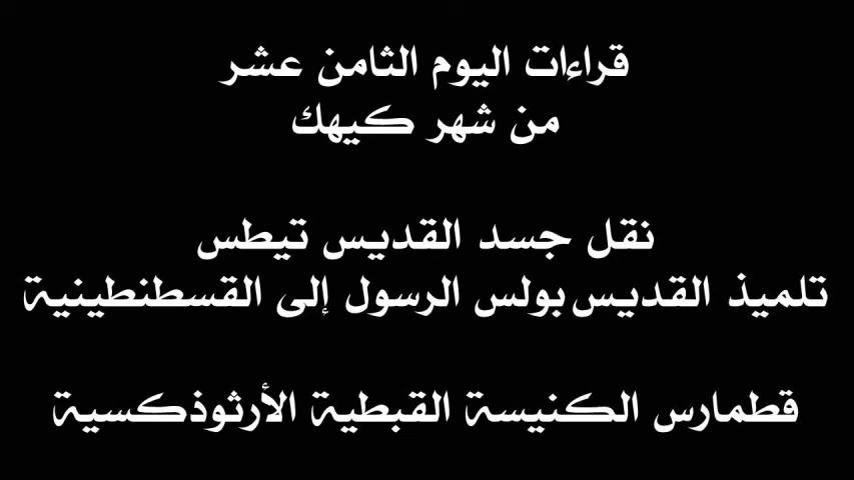 قراءات اليوم الثامن عشر
من شهر كيهك
نقل جسد القديس تيطس
تلميذ القديس بولس الرسول إلى القسطنطينية
قطمارس الكنيسة القبطية الأرثوذكسية